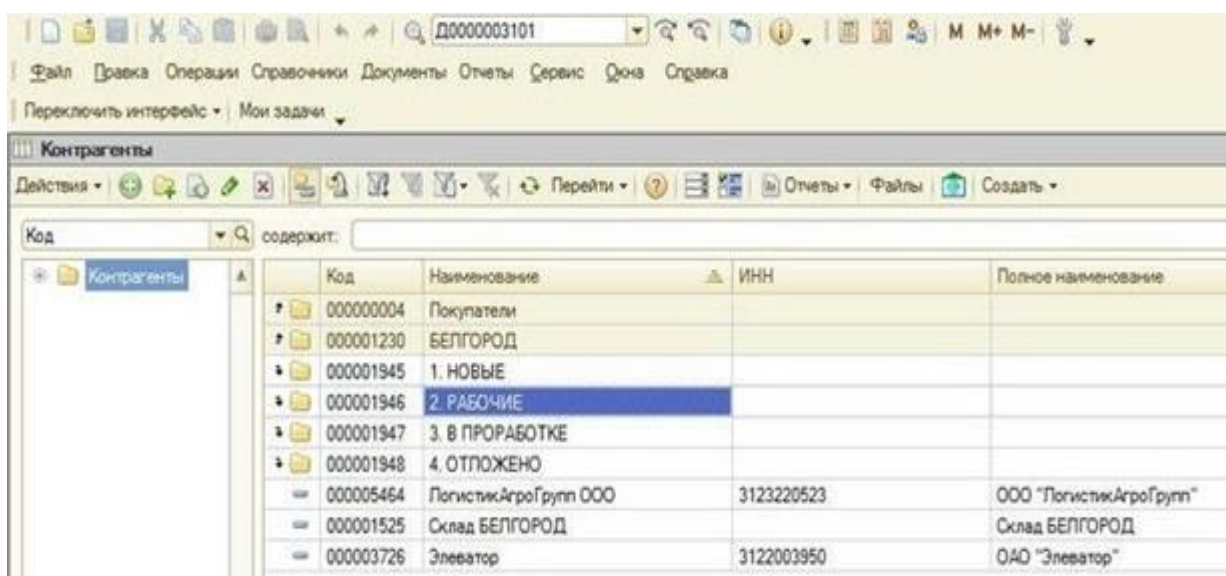 Д0000003101 M M+ M-
Файл Правка Операции Справочники Документы Отчеты Сервис Окна Справка
Переключить интерфейс Мои задачи
Контрагенты
Действия Перейти Отчеты Файлы Создать
Код содержит:
Контрагенты
Код Наименование ИНН Полное наименование
000000004 Покупатели
000001230 БЕЛГОРОД
000001945 1. НОВЫЕ
000001946 2. РАБОЧИЕ
000001947 3. В ПРОРАБОТКЕ
000001948 4. ОТЛОЖЕНО
000005464 ЛогистикАгроГрупп ООО 3123220523 ООО "ЛогистикАгроГрупп"
000001525 Склад БЕЛГОРОД Склад БЕЛГОРОД
000003726 Элеватор 3122003950 ОАО "Элеватор"